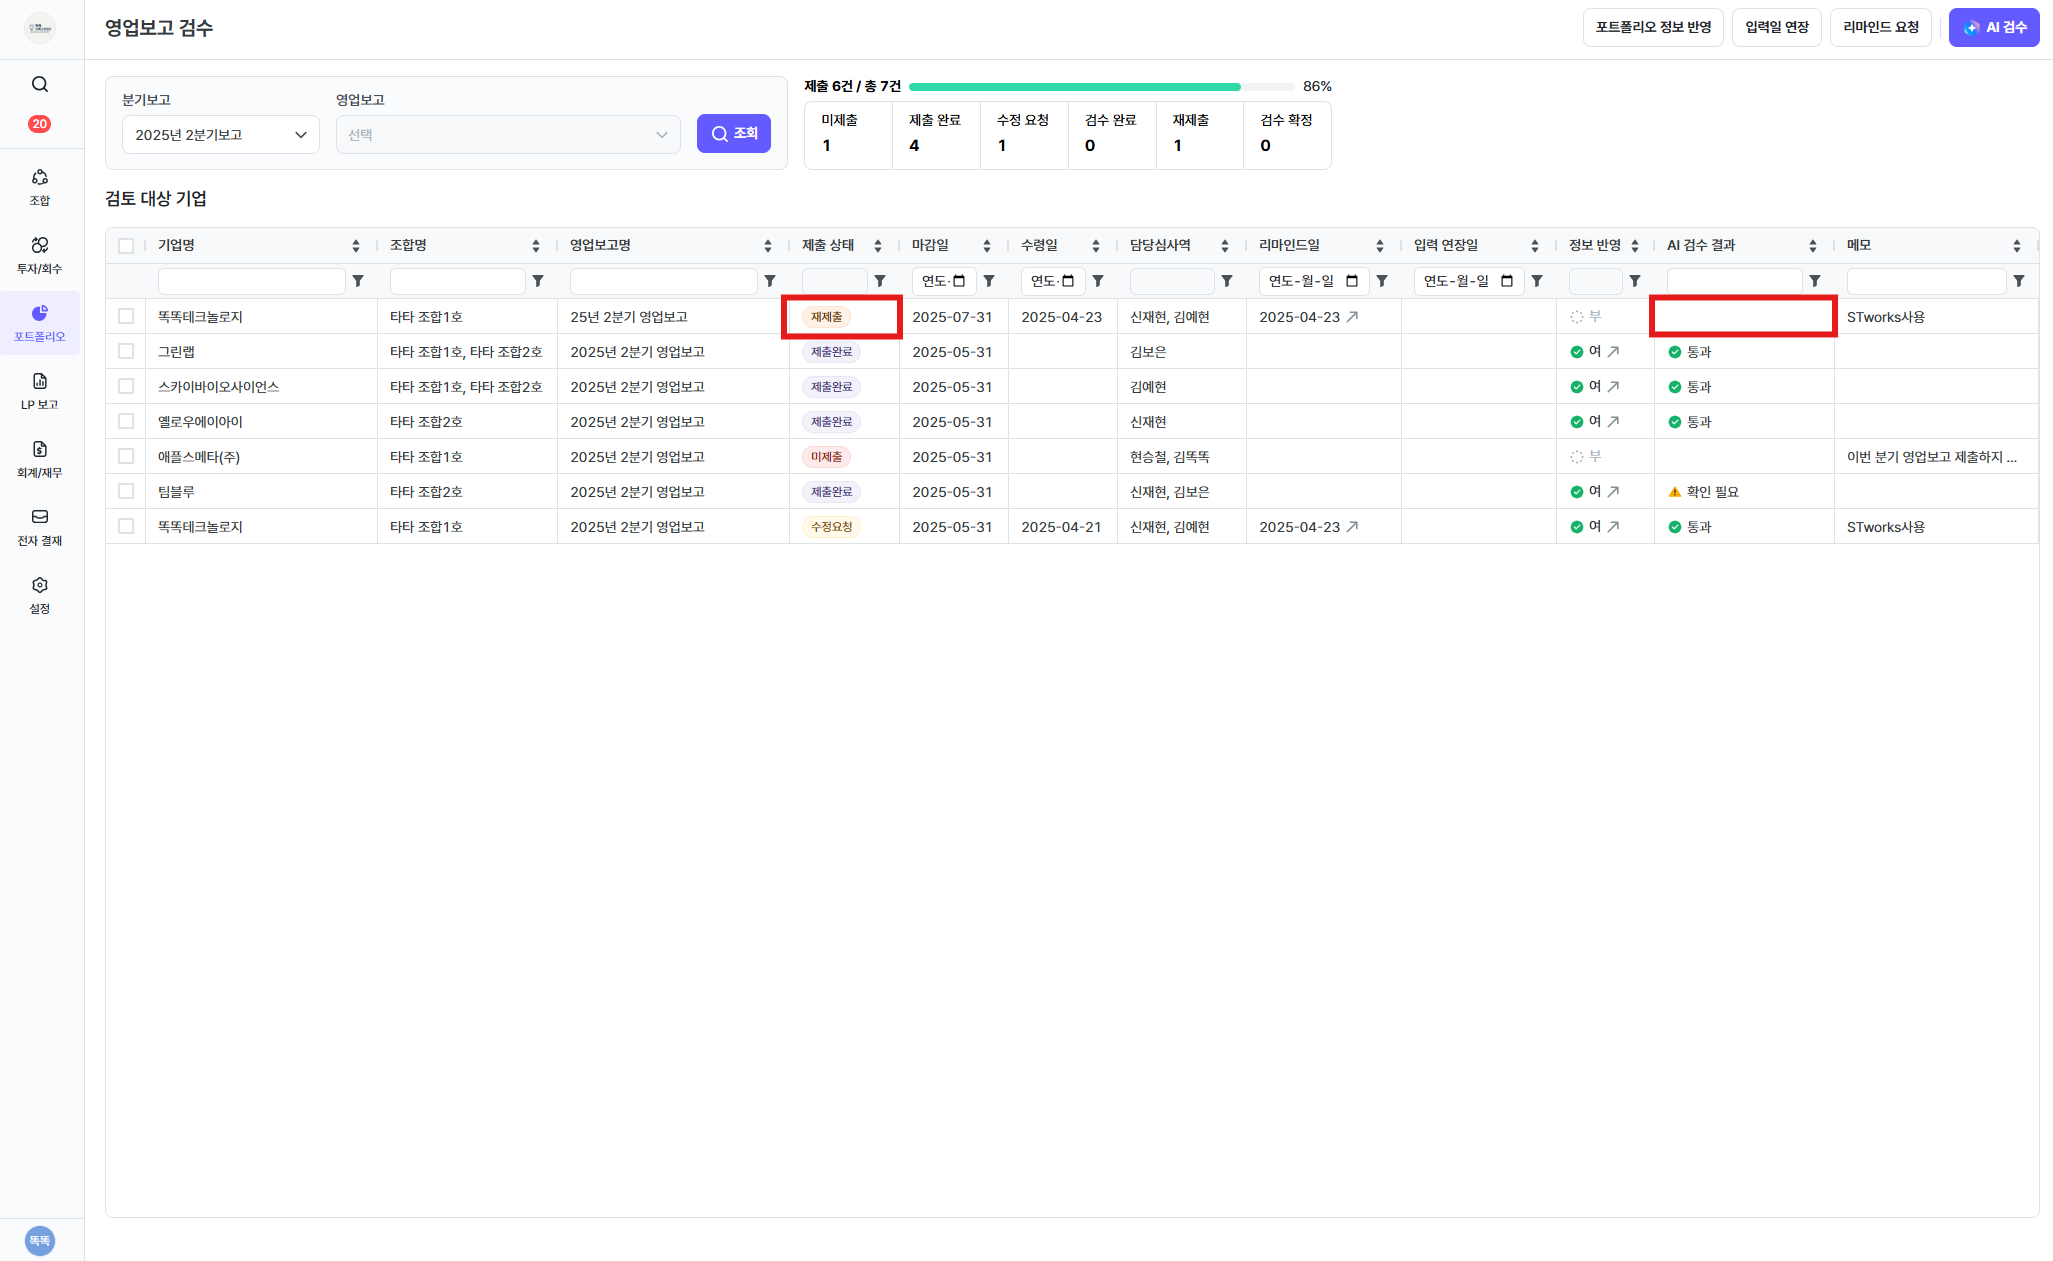 영업보고 검수
포트폴리오 정보 반영
입력일 연장
리마인드 요청
AI 검수
20
조합
투자/회수
포트폴리오
LP 보고
회계/재무
전자 결재
설정
똑똑
분기보고
2025년 2분기보고
영업보고
선택
조회
제출 6건 / 총 7건 86%
미제출 제출 완료 수정 요청 검수 완료 재제출 검수 확정
1 4 1 0 1 0
검토 대상 기업
기업명 조합명 영업보고명 제출 상태 마감일 수령일 담당심사역 리마인드일 입력 연장일 정보 반영 AI 검수 결과 메모
연도- 연도- 연도-월-일 연도-월-일
똑똑테크놀로지 타타 조합1호 25년 2분기 영업보고 재제출 2025-07-31 2025-04-23 신재현, 김예현 2025-04-23 부 STworks사용
그린랩 타타 조합1호, 타타 조합2호 2025년 2분기 영업보고 제출완료 2025-05-31 김보은 여 통과
스카이바이오사이언스 타타 조합1호, 타타 조합2호 2025년 2분기 영업보고 제출완료 2025-05-31 김예현 여 통과
옐로우에이아이 타타 조합2호 2025년 2분기 영업보고 제출완료 2025-05-31 신재현 여 통과
애플스메타(주) 타타 조합1호 2025년 2분기 영업보고 미제출 2025-05-31 현승철, 김똑똑 부 이번 분기 영업보고 제출하지 ...
팀블루 타타 조합2호 2025년 2분기 영업보고 제출완료 2025-05-31 신재현, 김보은 여 확인 필요
똑똑테크놀로지 타타 조합1호 2025년 2분기 영업보고 수정요청 2025-05-31 2025-04-21 신재현, 김예현 2025-04-23 여 통과 STworks사용